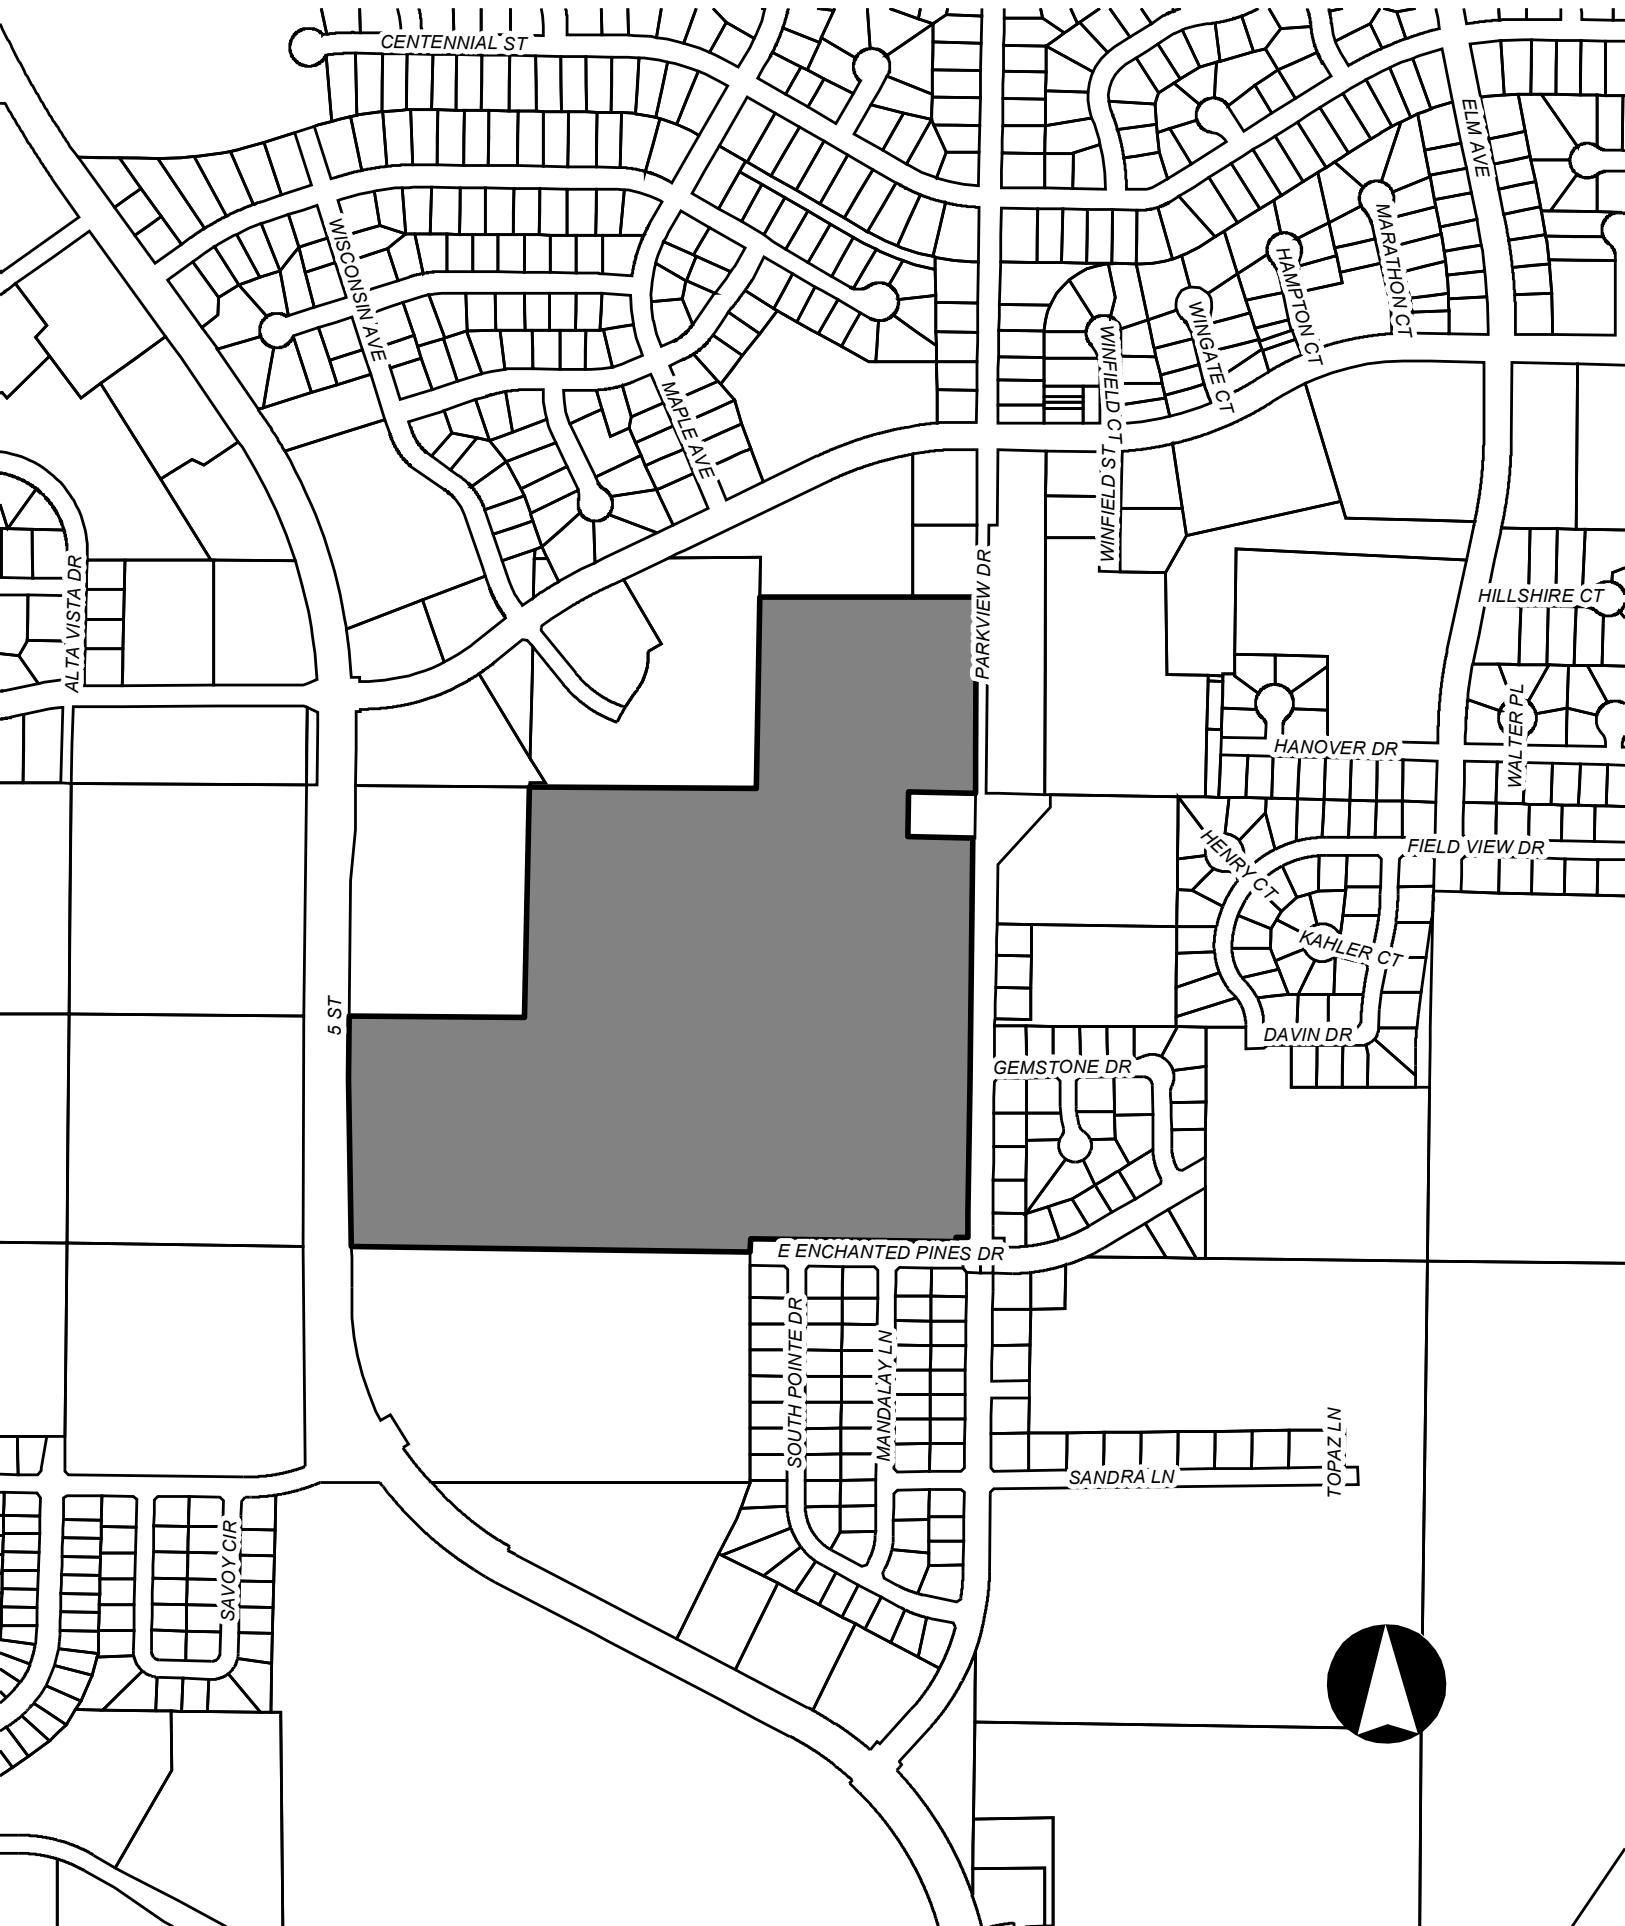 CENTENNIAL ST
ELM AVE
WISCONSIN AVE
MARATHON CT
HAMPTON CT
WINGATE CT
WINFIELD CT
MAPLE AVE
WINFIELD ST
ALTA VISTA DR
PARKVIEW DR
HILLSHIRE CT
WALTER PL
HANOVER DR
HENRY CT
FIELD VIEW DR
KAHLER CT
5 ST
DAVIN DR
GEMSTONE DR
E ENCHANTED PINES DR
SOUTH POINTE DR
MANDALAY LN
TOPAZ LN
SANDRA LN
SAVOY CIR